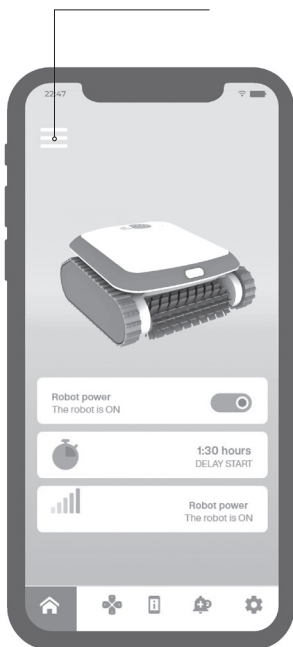 22:47
Robot power
The robot is ON
1:30 hours
DELAY START
Robot power
The robot is ON